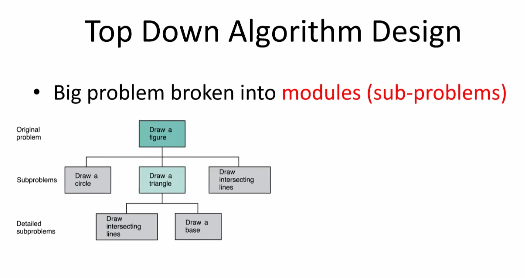 Top Down Algorithm Design
• Big problem broken into modules (sub-problems)
Original
problem
Draw a
figure
Subproblems
Draw a
circle
Draw a
triangle
Draw
intersecting
lines
Detailed
subproblems
Draw
intersecting
lines
Draw a
base